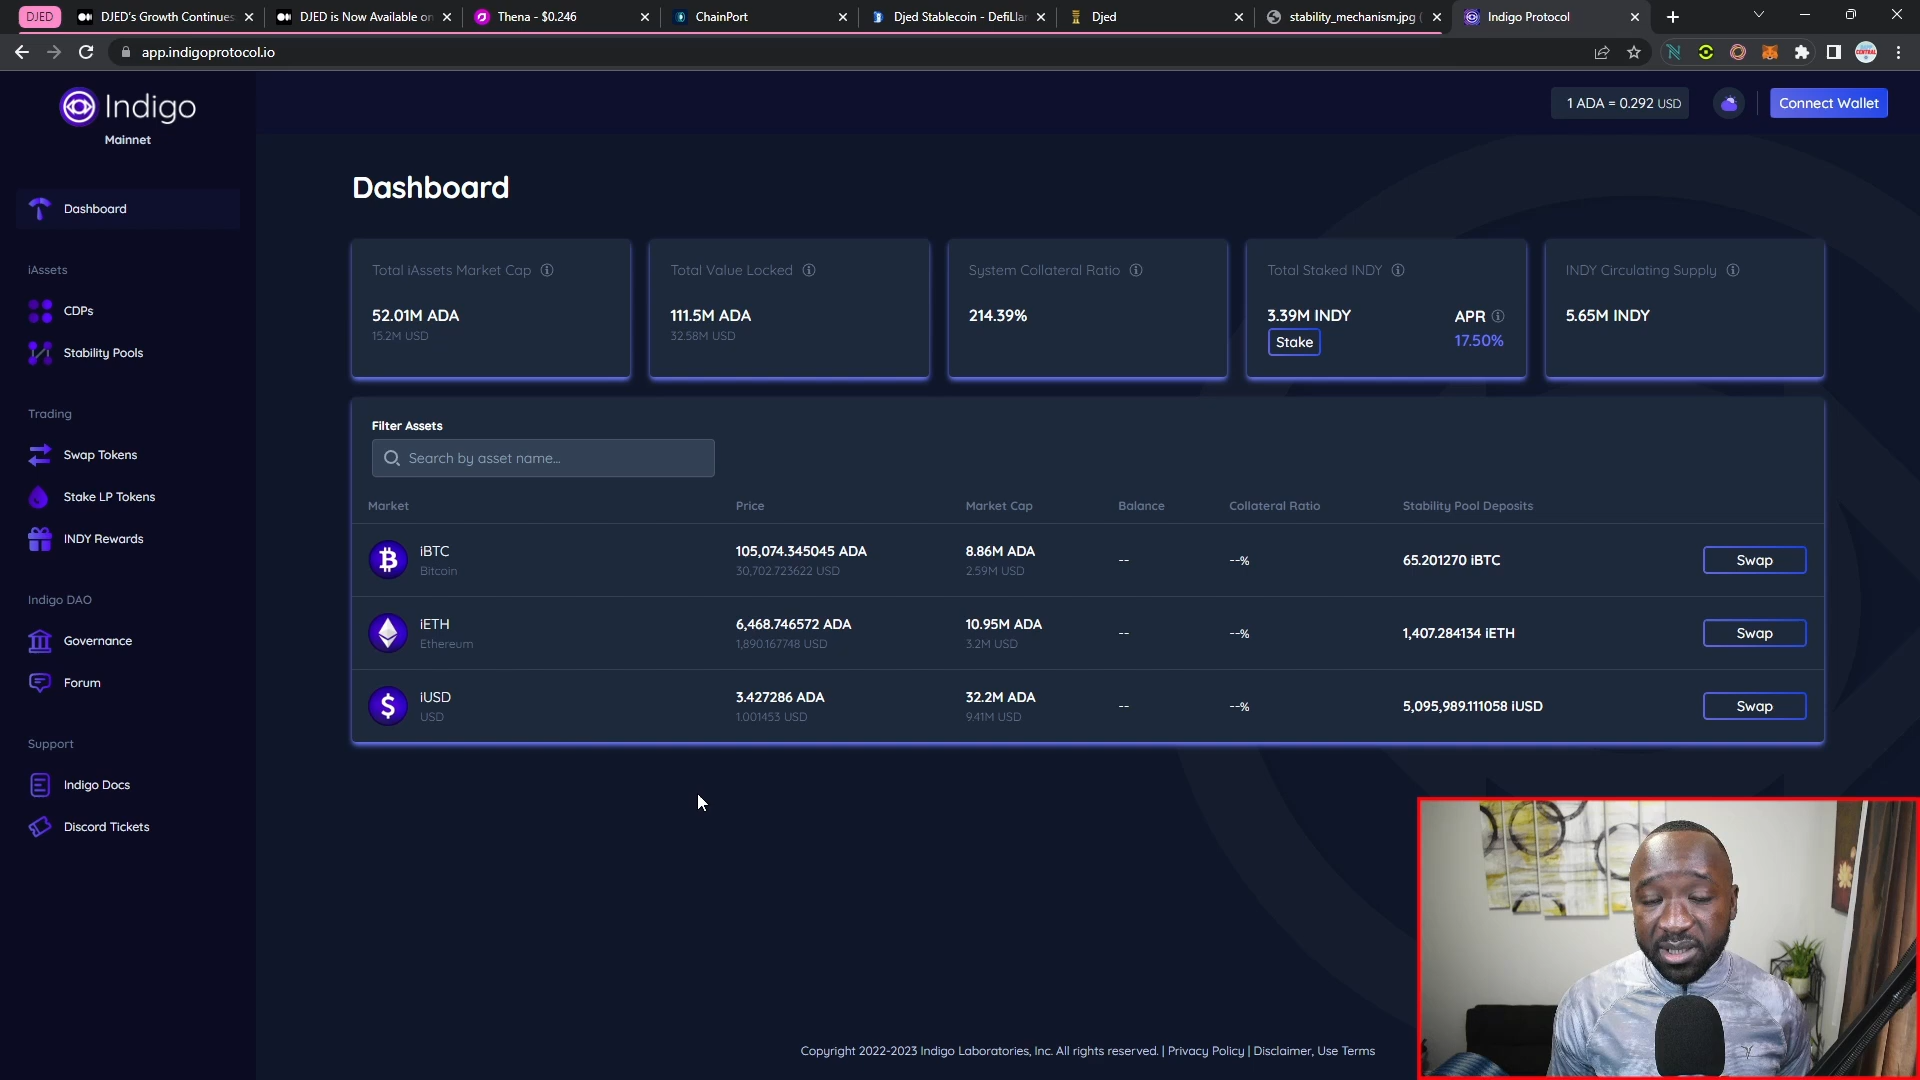 DJED
DJED's Growth Continues
DJED is Now Available on
Thena - $0.246
ChainPort
Djed Stablecoin - DefiLla
Djed
stability_mechanism.jpg (
Indigo Protocol
app.indigoprotocol.io
Indigo
Mainnet
1 ADA = 0.292 USD
Connect Wallet
Dashboard
iAssets
CDPs
Stability Pools
Trading
Swap Tokens
Stake LP Tokens
INDY Rewards
Indigo DAO
Governance
Forum
Support
Indigo Docs
Discord Tickets
Dashboard
Total iAssets Market Cap
52.01M ADA
15.2M USD
Total Value Locked
111.5M ADA
32.58M USD
System Collateral Ratio
214.39%
Total Staked INDY
3.39M INDY
Stake
APR
17.50%
INDY Circulating Supply
5.65M INDY
Filter Assets
Search by asset name...
Market Price Market Cap Balance Collateral Ratio Stability Pool Deposits
iBTC 105,074.345045 ADA 8.86M ADA -- --% 65.201270 iBTC Swap
Bitcoin 30,702.723622 USD 2.59M USD
iETH 6,468.746572 ADA 10.95M ADA -- --% 1,407.284134 iETH Swap
Ethereum 1,890.167748 USD 3.2M USD
iUSD 3.427286 ADA 32.2M ADA -- --% 5,095,989.111058 iUSD Swap
USD 1.001453 USD 9.41M USD
Copyright 2022-2023 Indigo Laboratories, Inc. All rights reserved. | Privacy Policy | Disclaimer, Use Terms